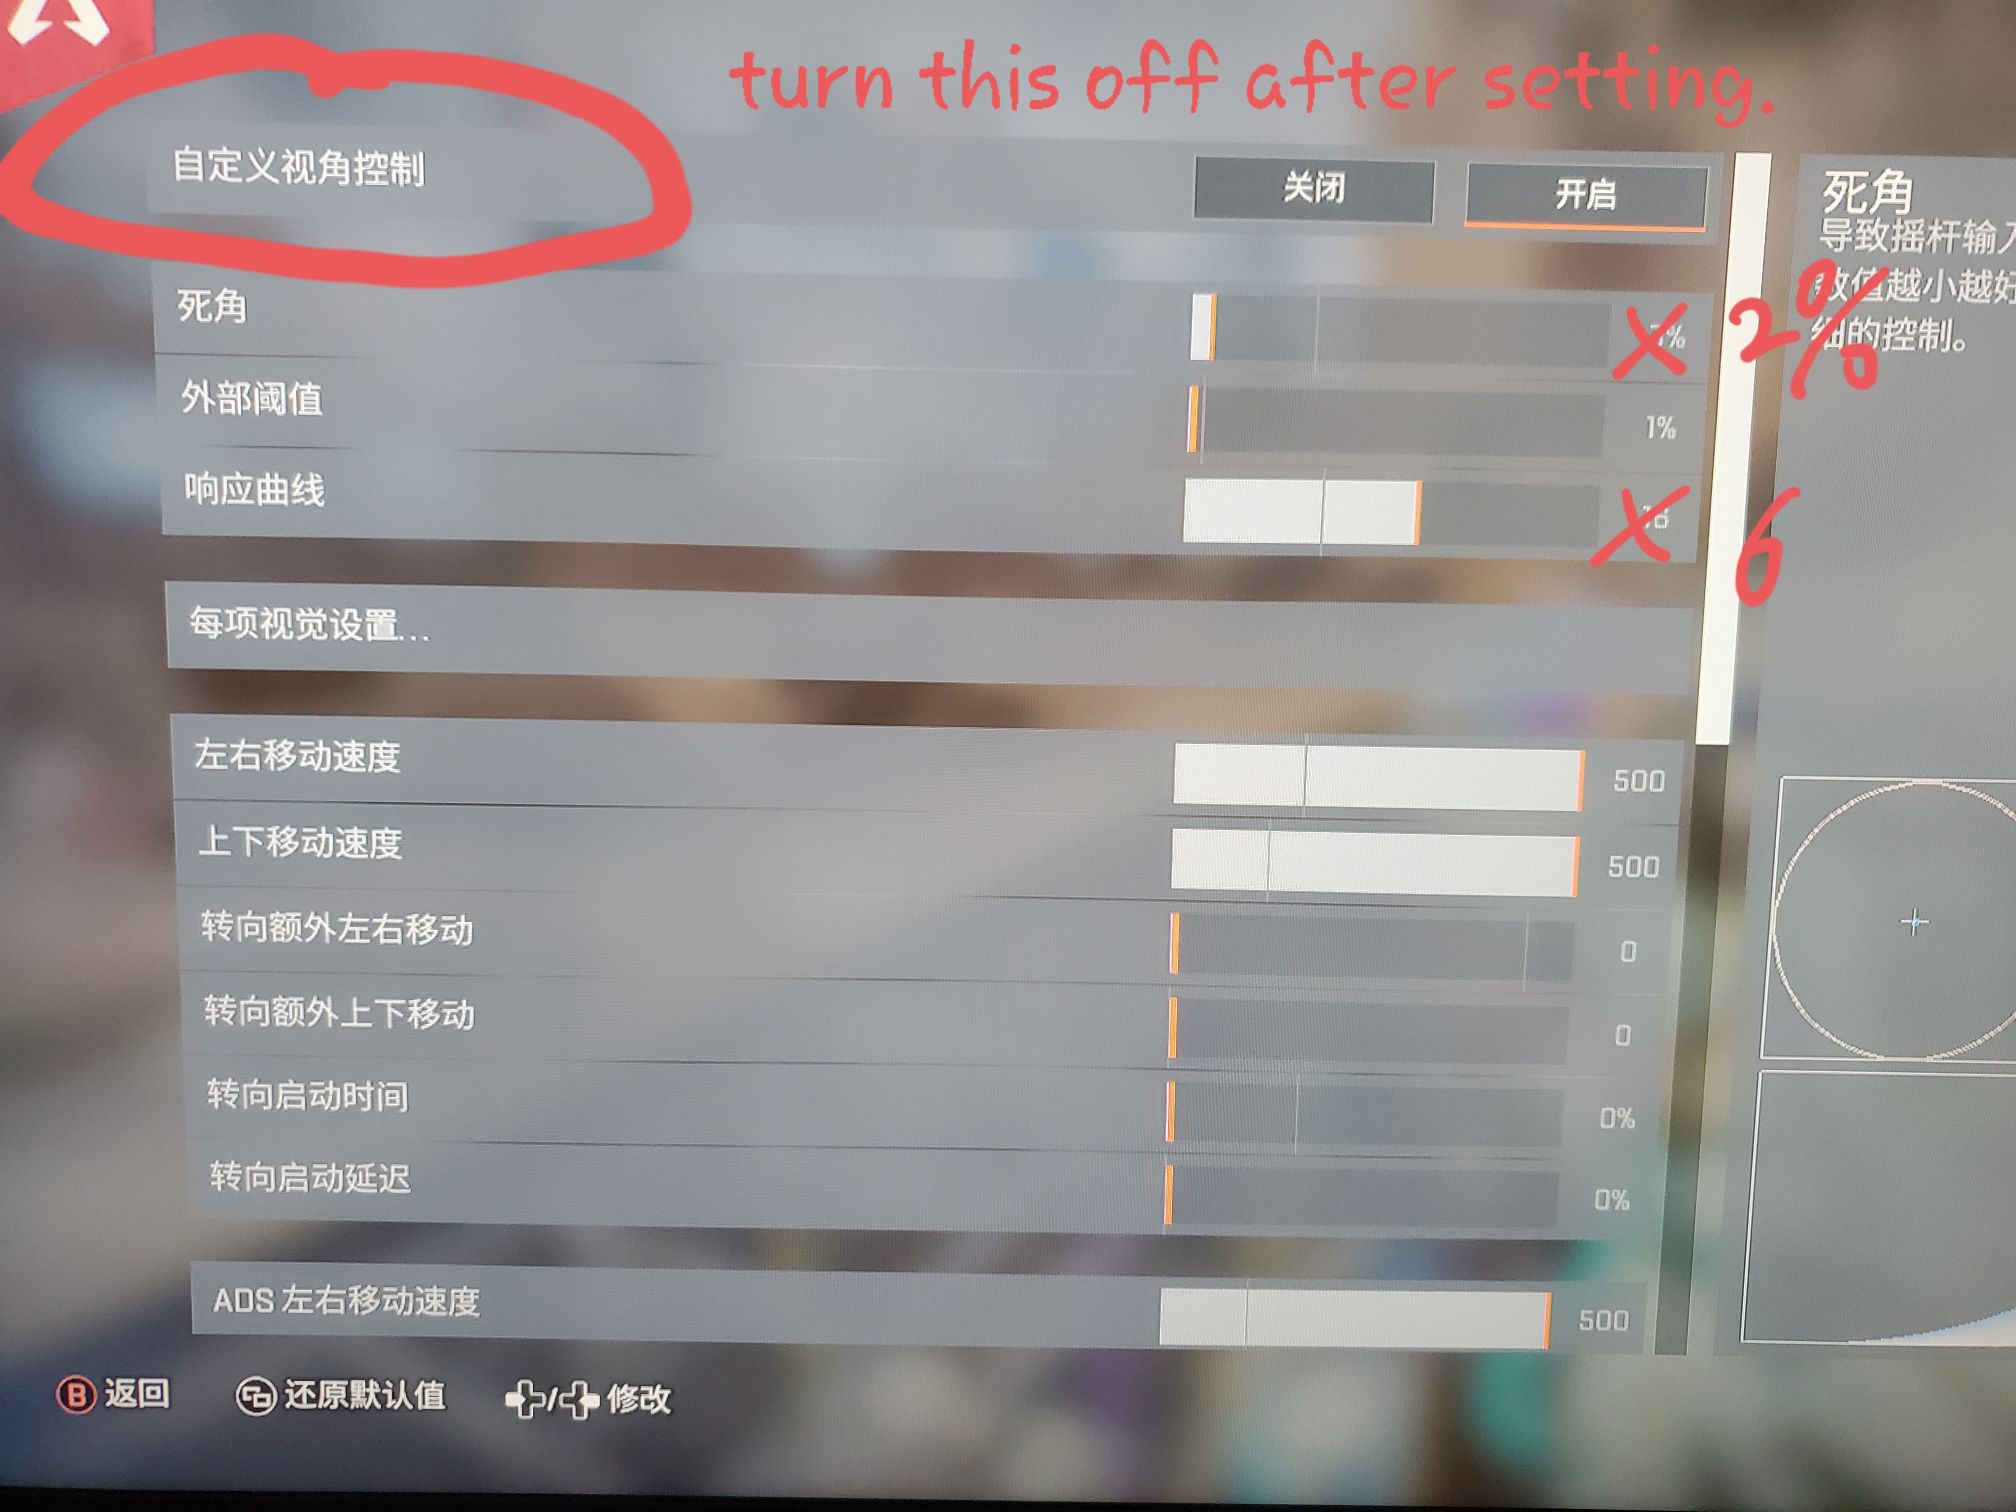 turn this off after setting.
自定义视角控制 关闭 开启
死角 2%
外部阈值 1%
响应曲线 6
每项视觉设置...
左右移动速度 500
上下移动速度 500
转向额外左右移动 0
转向额外上下移动 0
转向启动时间 0%
转向启动延迟 0%
ADS 左右移动速度 500
B 返回 还原默认值 / 修改
死角
导致摇杆输入
数值越小越好
细的控制。